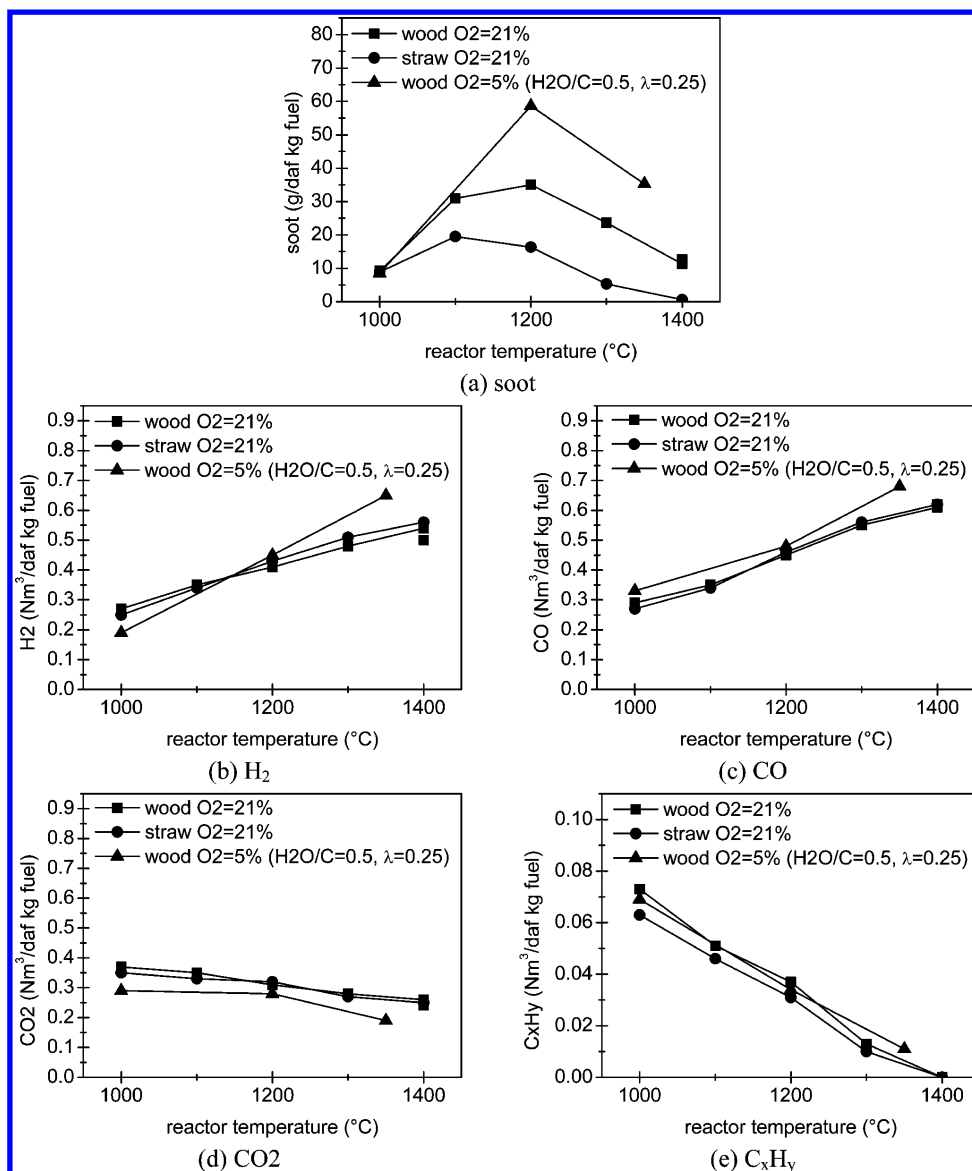 wood O2=21%
straw O2=21%
wood O2=5% (H2O/C=0.5, λ=0.25)
80
70
60
50
40
30
20
10
0
soot (g/daf kg fuel)
1000 1200 1400
reactor temperature (°C)
(a) soot
wood O2=21%
straw O2=21%
wood O2=5% (H2O/C=0.5, λ=0.25)
0.9
0.8
0.7
0.6
0.5
0.4
0.3
0.2
0.1
0.0
H2 (Nm³/daf kg fuel)
1000 1200 1400
reactor temperature (°C)
(b) H₂
wood O2=21%
straw O2=21%
wood O2=5% (H2O/C=0.5, λ=0.25)
0.9
0.8
0.7
0.6
0.5
0.4
0.3
0.2
0.1
0.0
CO (Nm³/daf kg fuel)
1000 1200 1400
reactor temperature (°C)
(c) CO
wood O2=21%
straw O2=21%
wood O2=5% (H2O/C=0.5, λ=0.25)
0.9
0.8
0.7
0.6
0.5
0.4
0.3
0.2
0.1
0.0
CO2 (Nm³/daf kg fuel)
1000 1200 1400
reactor temperature (°C)
(d) CO2
wood O2=21%
straw O2=21%
wood O2=5% (H2O/C=0.5, λ=0.25)
0.10
0.08
0.06
0.04
0.02
0.00
CxHy (Nm³/daf kg fuel)
1000 1200 1400
reactor temperature (°C)
(e) CₓHᵧ